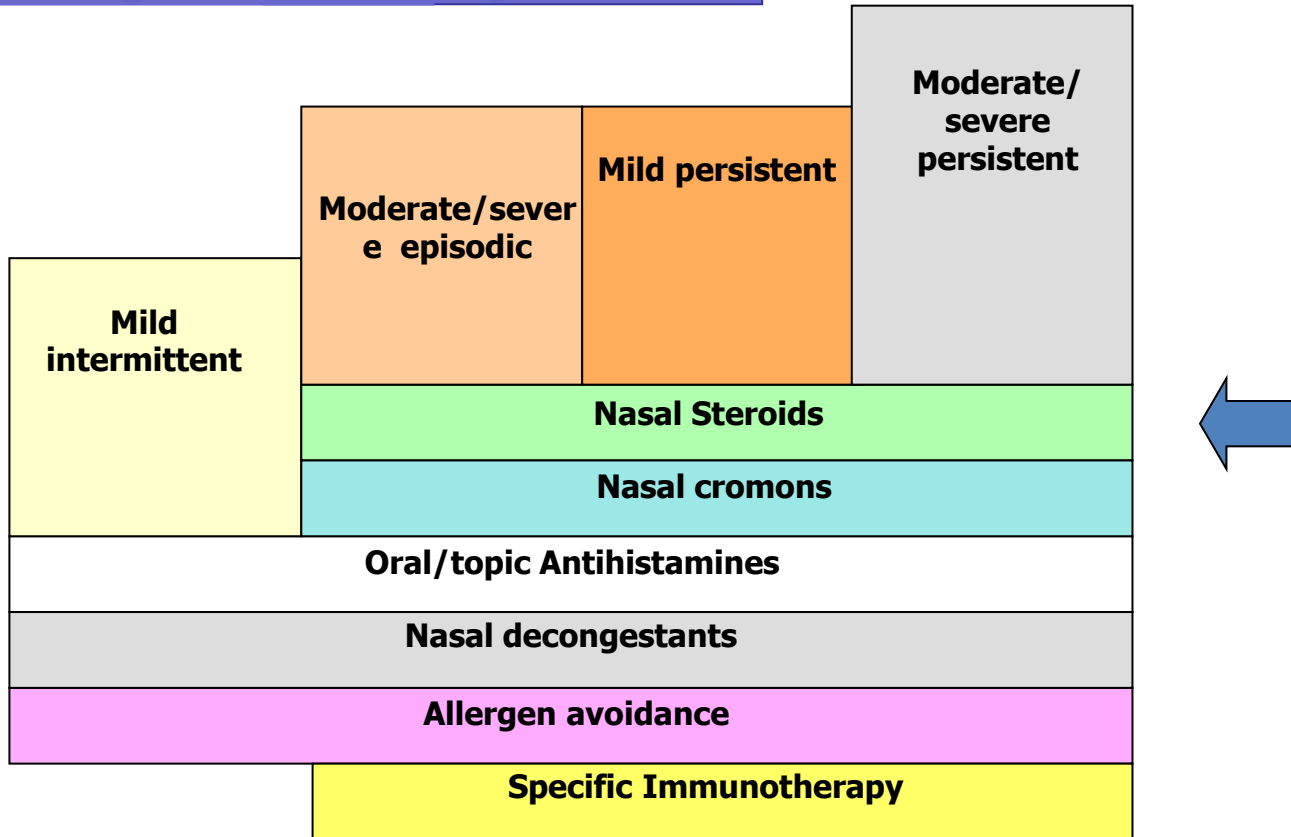 Moderate/
severe
persistent
Mild persistent
Moderate/sever
e episodic
Mild
intermittent
Nasal Steroids
Nasal cromons
Oral/topic Antihistamines
Nasal decongestants
Allergen avoidance
Specific Immunotherapy